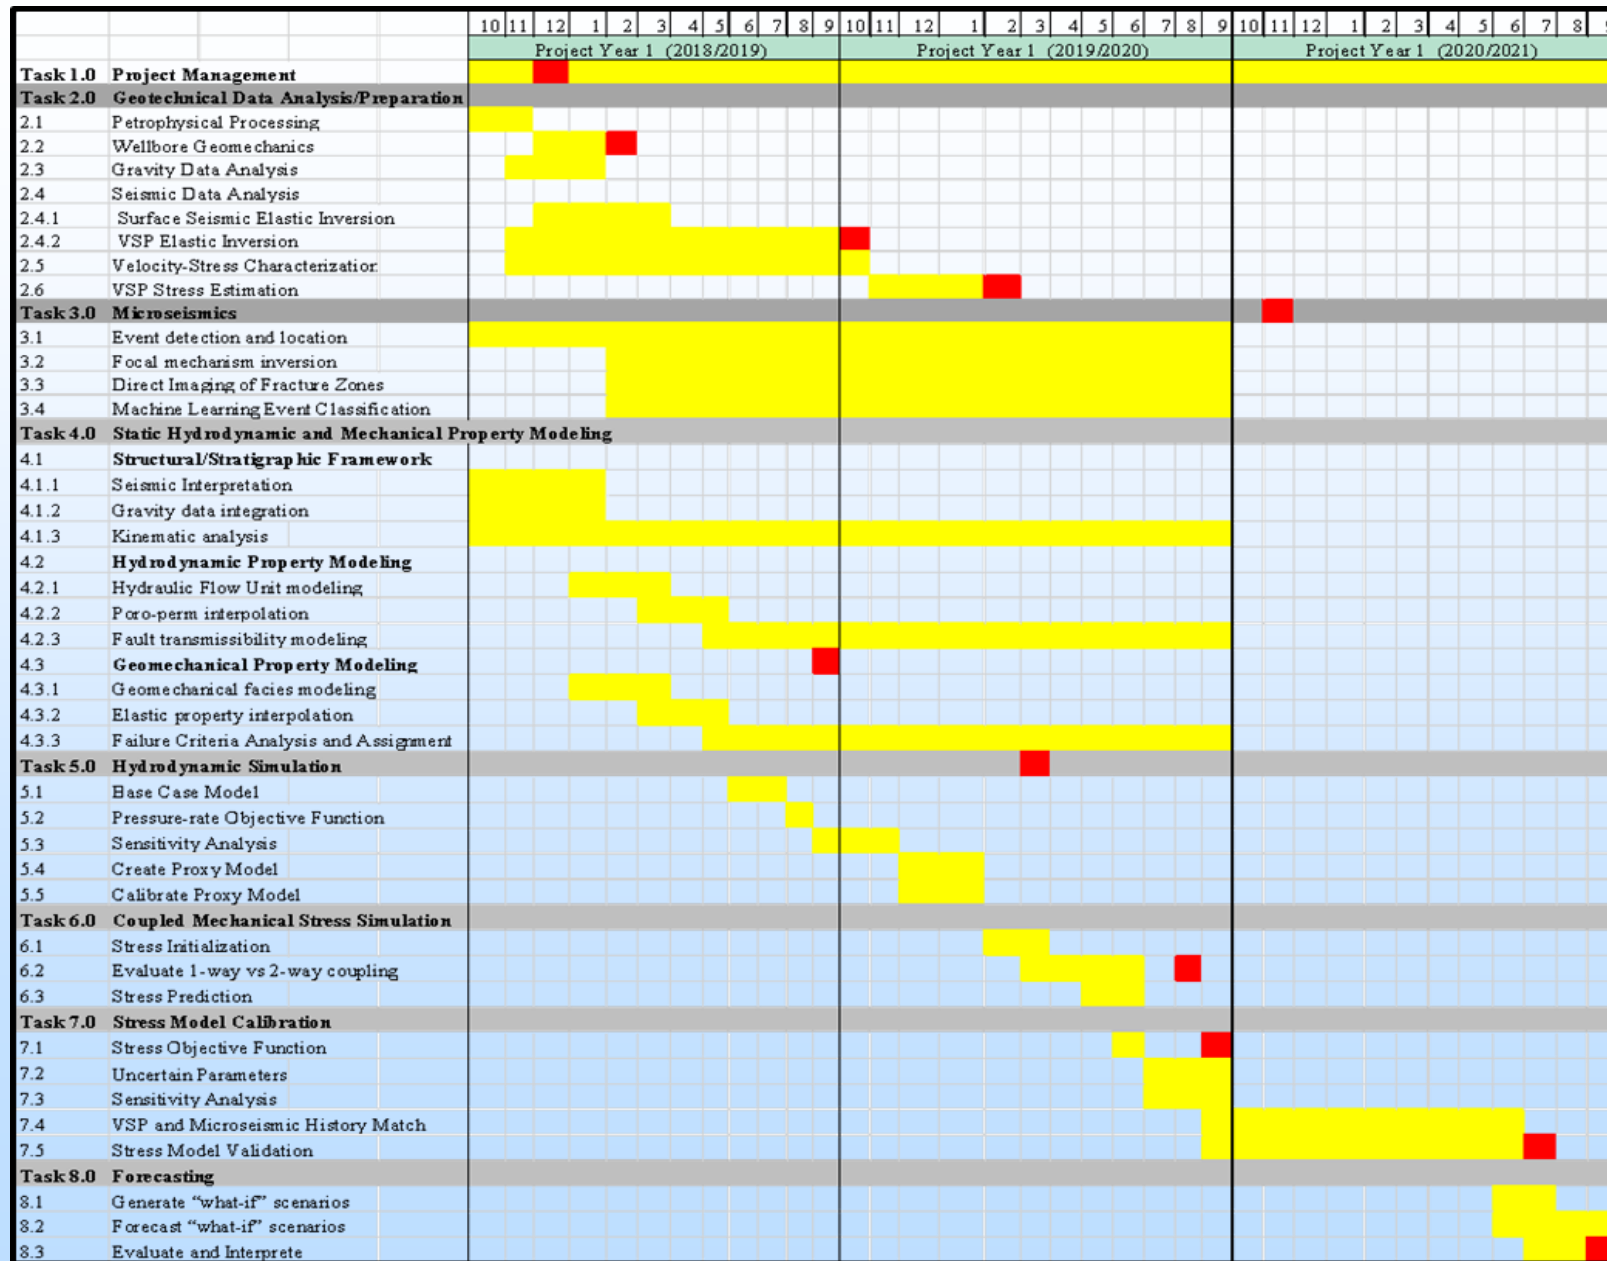 10 11 12 1 2 3 4 5 6 7 8 9 10 11 12 1 2 3 4 5 6 7 8 9 10 11 12 1 2 3 4 5 6 7 8
Project Year 1 (2018/2019) Project Year 1 (2019/2020) Project Year 1 (2020/2021)
Task 1.0 Project Management
Task 2.0 Geotechnical Data Analysis/Preparation
2.1 Petrophysical Processing
2.2 Wellbore Geomechanics
2.3 Gravity Data Analysis
2.4 Seismic Data Analysis
2.4.1 Surface Seismic Elastic Inversion
2.4.2 VSP Elastic Inversion
2.5 Velocity-Stress Characterization
2.6 VSP Stress Estimation
Task 3.0 Microseismics
3.1 Event detection and location
3.2 Focal mechanism inversion
3.3 Direct Imaging of Fracture Zones
3.4 Machine Learning Event Classification
Task 4.0 Static Hydrodynamic and Mechanical Property Modeling
4.1 Structural/Stratigraphic Framework
4.1.1 Seismic Interpretation
4.1.2 Gravity data integration
4.1.3 Kinematic analysis
4.2 Hydrodynamic Property Modeling
4.2.1 Hydraulic Flow Unit modeling
4.2.2 Poro-perm interpolation
4.2.3 Fault transmissibility modeling
4.3 Geomechanical Property Modeling
4.3.1 Geomechanical facies modeling
4.3.2 Elastic property interpolation
4.3.3 Failure Criteria Analysis and Assignment
Task 5.0 Hydrodynamic Simulation
5.1 Base Case Model
5.2 Pressure-rate Objective Function
5.3 Sensitivity Analysis
5.4 Create Proxy Model
5.5 Calibrate Proxy Model
Task 6.0 Coupled Mechanical Stress Simulation
6.1 Stress Initialization
6.2 Evaluate 1-way vs 2-way coupling
6.3 Stress Prediction
Task 7.0 Stress Model Calibration
7.1 Stress Objective Function
7.2 Uncertain Parameters
7.3 Sensitivity Analysis
7.4 VSP and Microseismic History Match
7.5 Stress Model Validation
Task 8.0 Forecasting
8.1 Generate “what-if” scenarios
8.2 Forecast “what-if” scenarios
8.3 Evaluate and Interprete